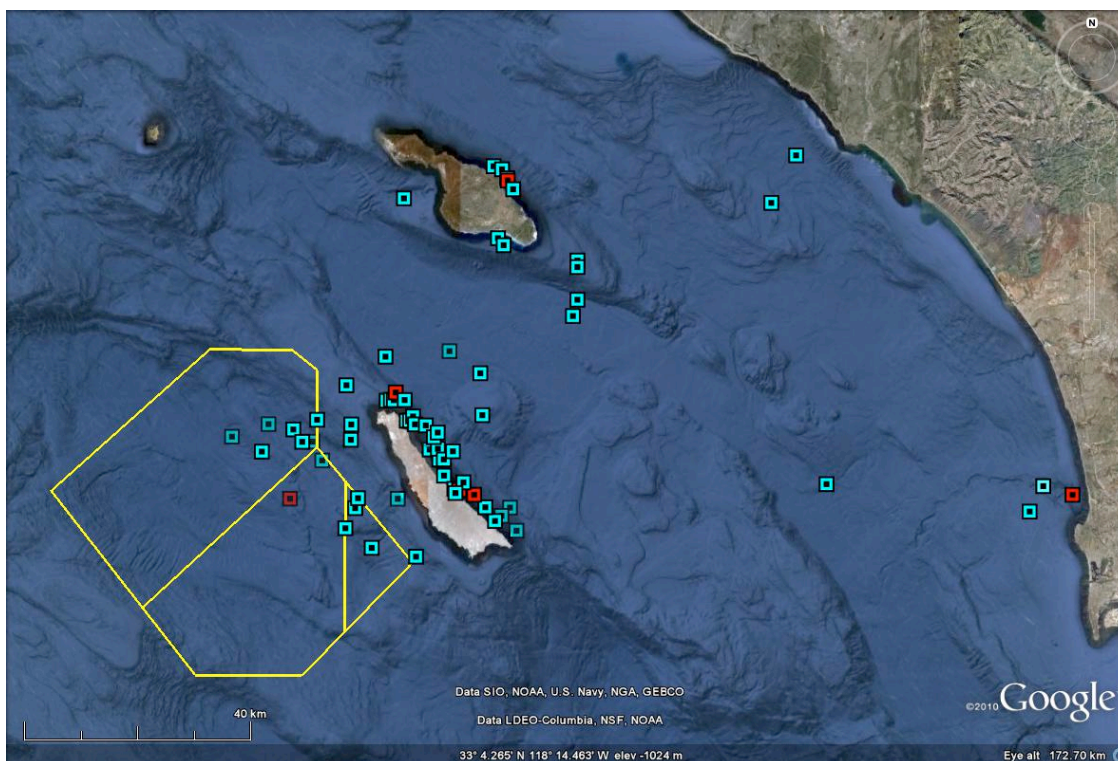 N
40 km
Data SIO, NOAA, U.S. Navy, NGA, GEBCO
Data LDEO-Columbia, NSF, NOAA
©2010 Google
33° 4.265' N 118° 14.463' W elev -1024 m
Eye alt 172.70 km